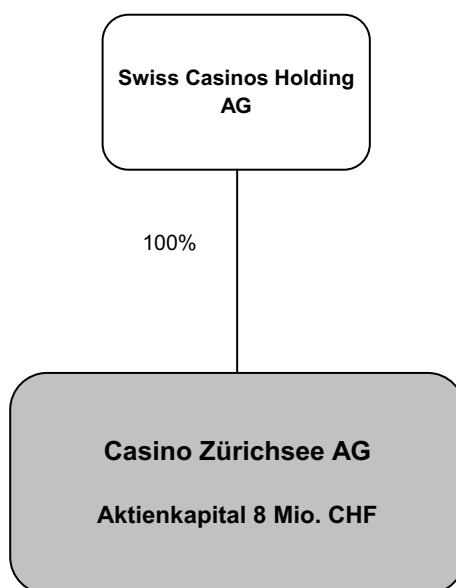 Swiss Casinos Holding
AG
100%
Casino Zürichsee AG
Aktienkapital 8 Mio. CHF